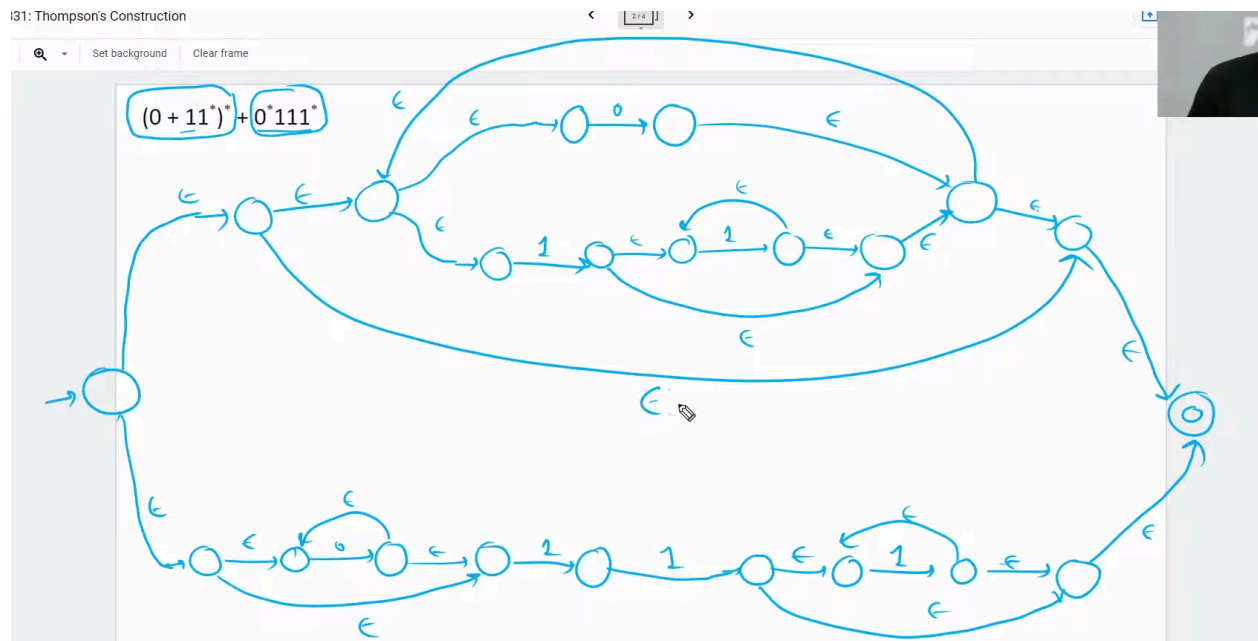 331: Thompson's Construction
2/4
Set background
Clear frame
(0 + 11*)* + 0*111*
ϵ
ϵ 0 ϵ
ϵ ϵ ϵ ϵ
ϵ 1 ϵ 1 ϵ ϵ
ϵ
ϵ
ϵ
ϵ
ϵ ϵ ϵ
ϵ 0 ϵ 1 1 ϵ 1 ϵ
ϵ
ϵ